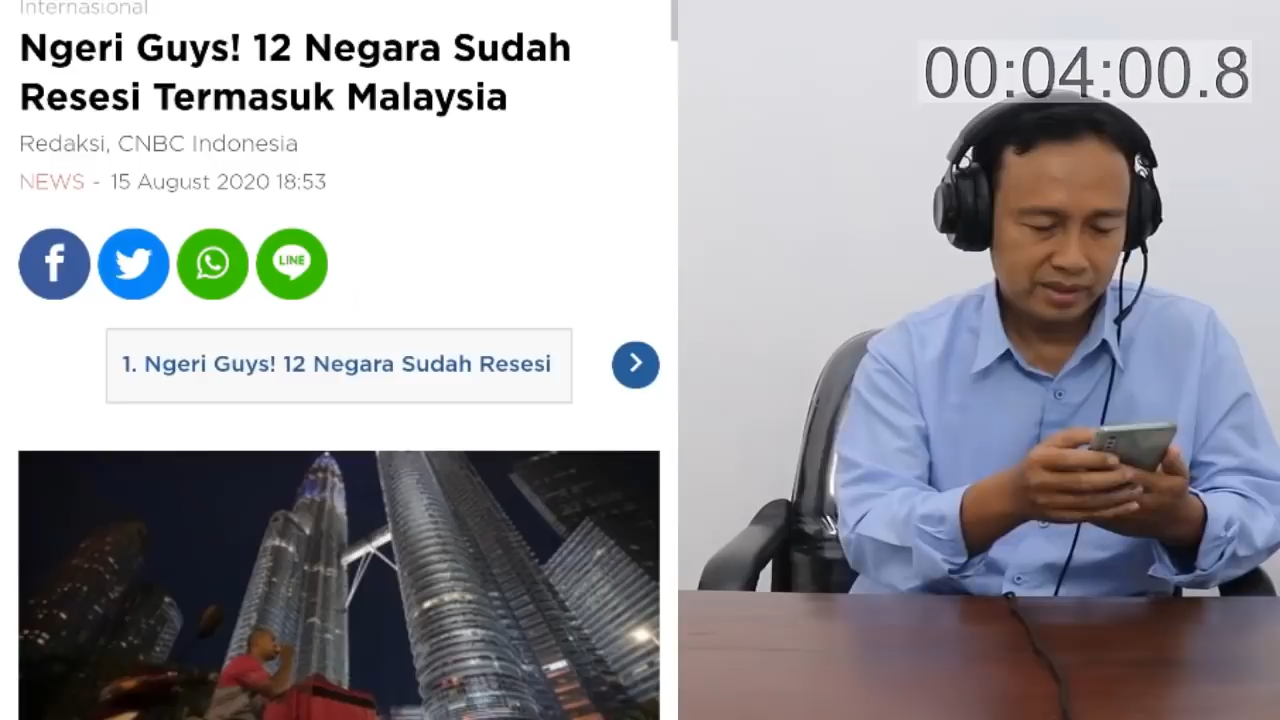 Internasional
Ngeri Guys! 12 Negara Sudah
Resesi Termasuk Malaysia
Redaksi, CNBC Indonesia
NEWS - 15 August 2020 18:53
f
LINE
1. Ngeri Guys! 12 Negara Sudah Resesi
00:04:00.8